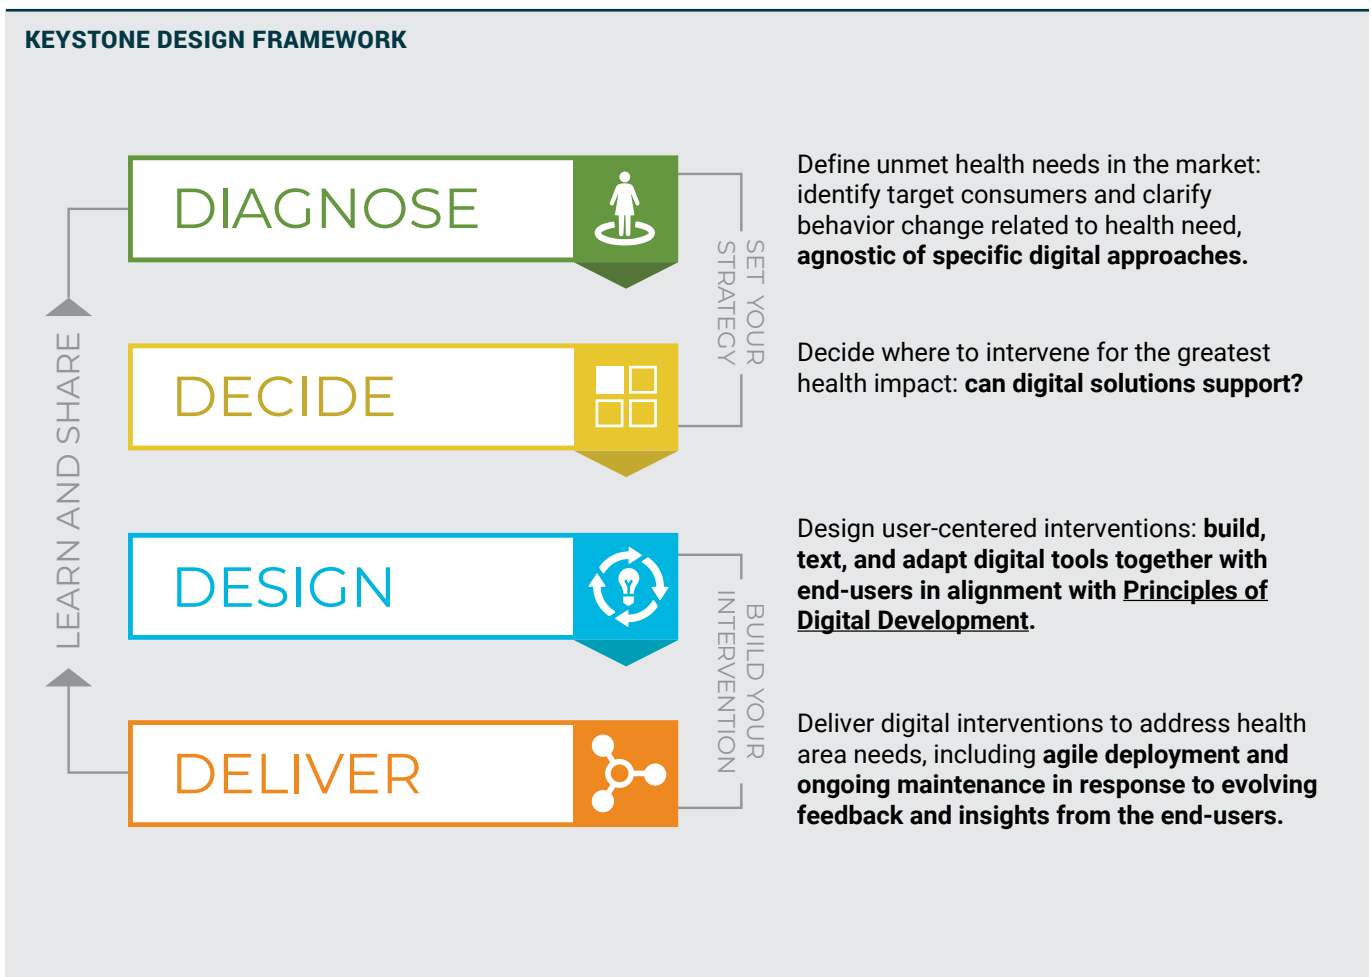 KEYSTONE DESIGN FRAMEWORK
DIAGNOSE
Define unmet health needs in the market:
identify target consumers and clarify
behavior change related to health need,
agnostic of specific digital approaches.
SET YOUR
STRATEGY
DECIDE
Decide where to intervene for the greatest
health impact: can digital solutions support?
LEARN AND SHARE
DESIGN
Design user-centered interventions: build,
text, and adapt digital tools together with
end-users in alignment with Principles of
Digital Development.
BUILD YOUR
INTERVENTION
DELIVER
Deliver digital interventions to address health
area needs, including agile deployment and
ongoing maintenance in response to evolving
feedback and insights from the end-users.